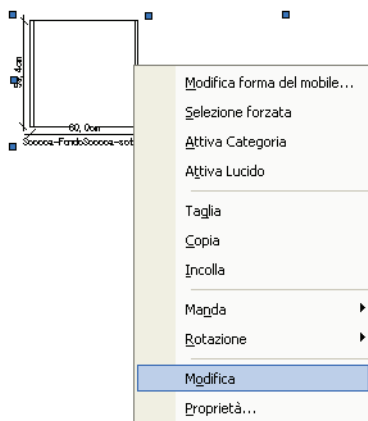 60, 0cm
Modifica forma del mobile...
Selezione forzata
Attiva Categoria
Attiva Lucido
Taglia
Copia
Incolla
Manda
Rotazione
Modifica
Proprietà...